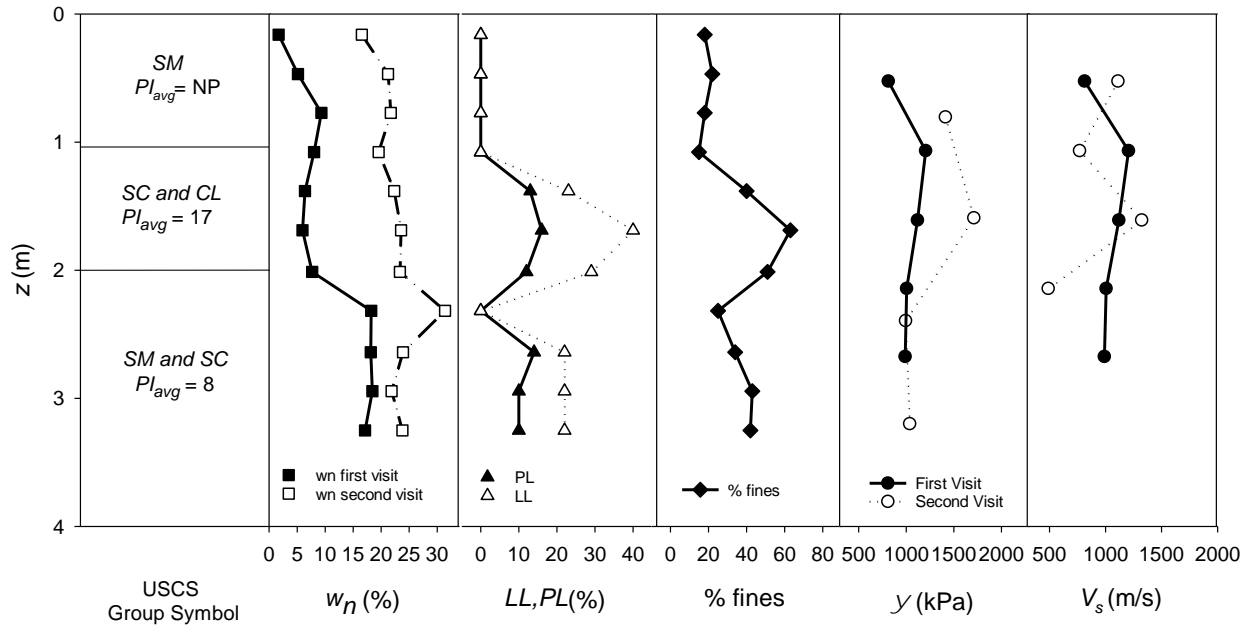 0
1
2
3
4
z (m)
SM
PIavg= NP
SC and CL
PIavg = 17
SM and SC
PIavg = 8
wn first visit
wn second visit
PL
LL
% fines
First Visit
Second Visit
0 5 10 15 20 25 30
0 10 20 30 40
0 20 40 60 80
500 1000 1500 2000
500 1000 1500 2000
USCS
Group Symbol
wn (%)
LL,PL(%)
% fines
y (kPa)
Vs (m/s)